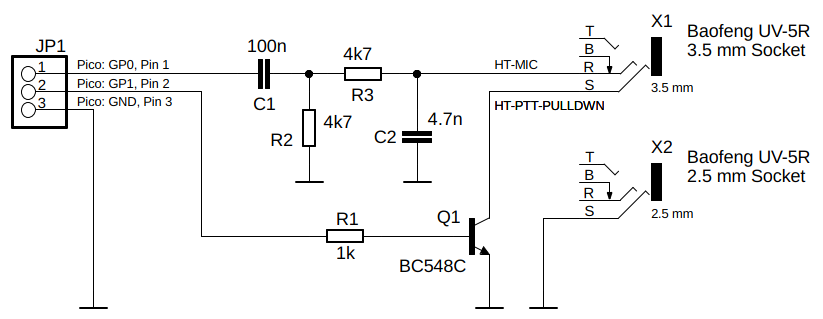 JP1
1
2
3
Pico: GP0, Pin 1
Pico: GP1, Pin 2
Pico: GND, Pin 3
100n
C1
R2
4k7
4k7
R3
4.7n
C2
R1
1k
Q1
BC548C
HT-MIC
HT-PTT-PULLDWN
T
B
R
S
X1
3.5 mm
Baofeng UV-5R
3.5 mm Socket
T
B
R
S
X2
2.5 mm
Baofeng UV-5R
2.5 mm Socket